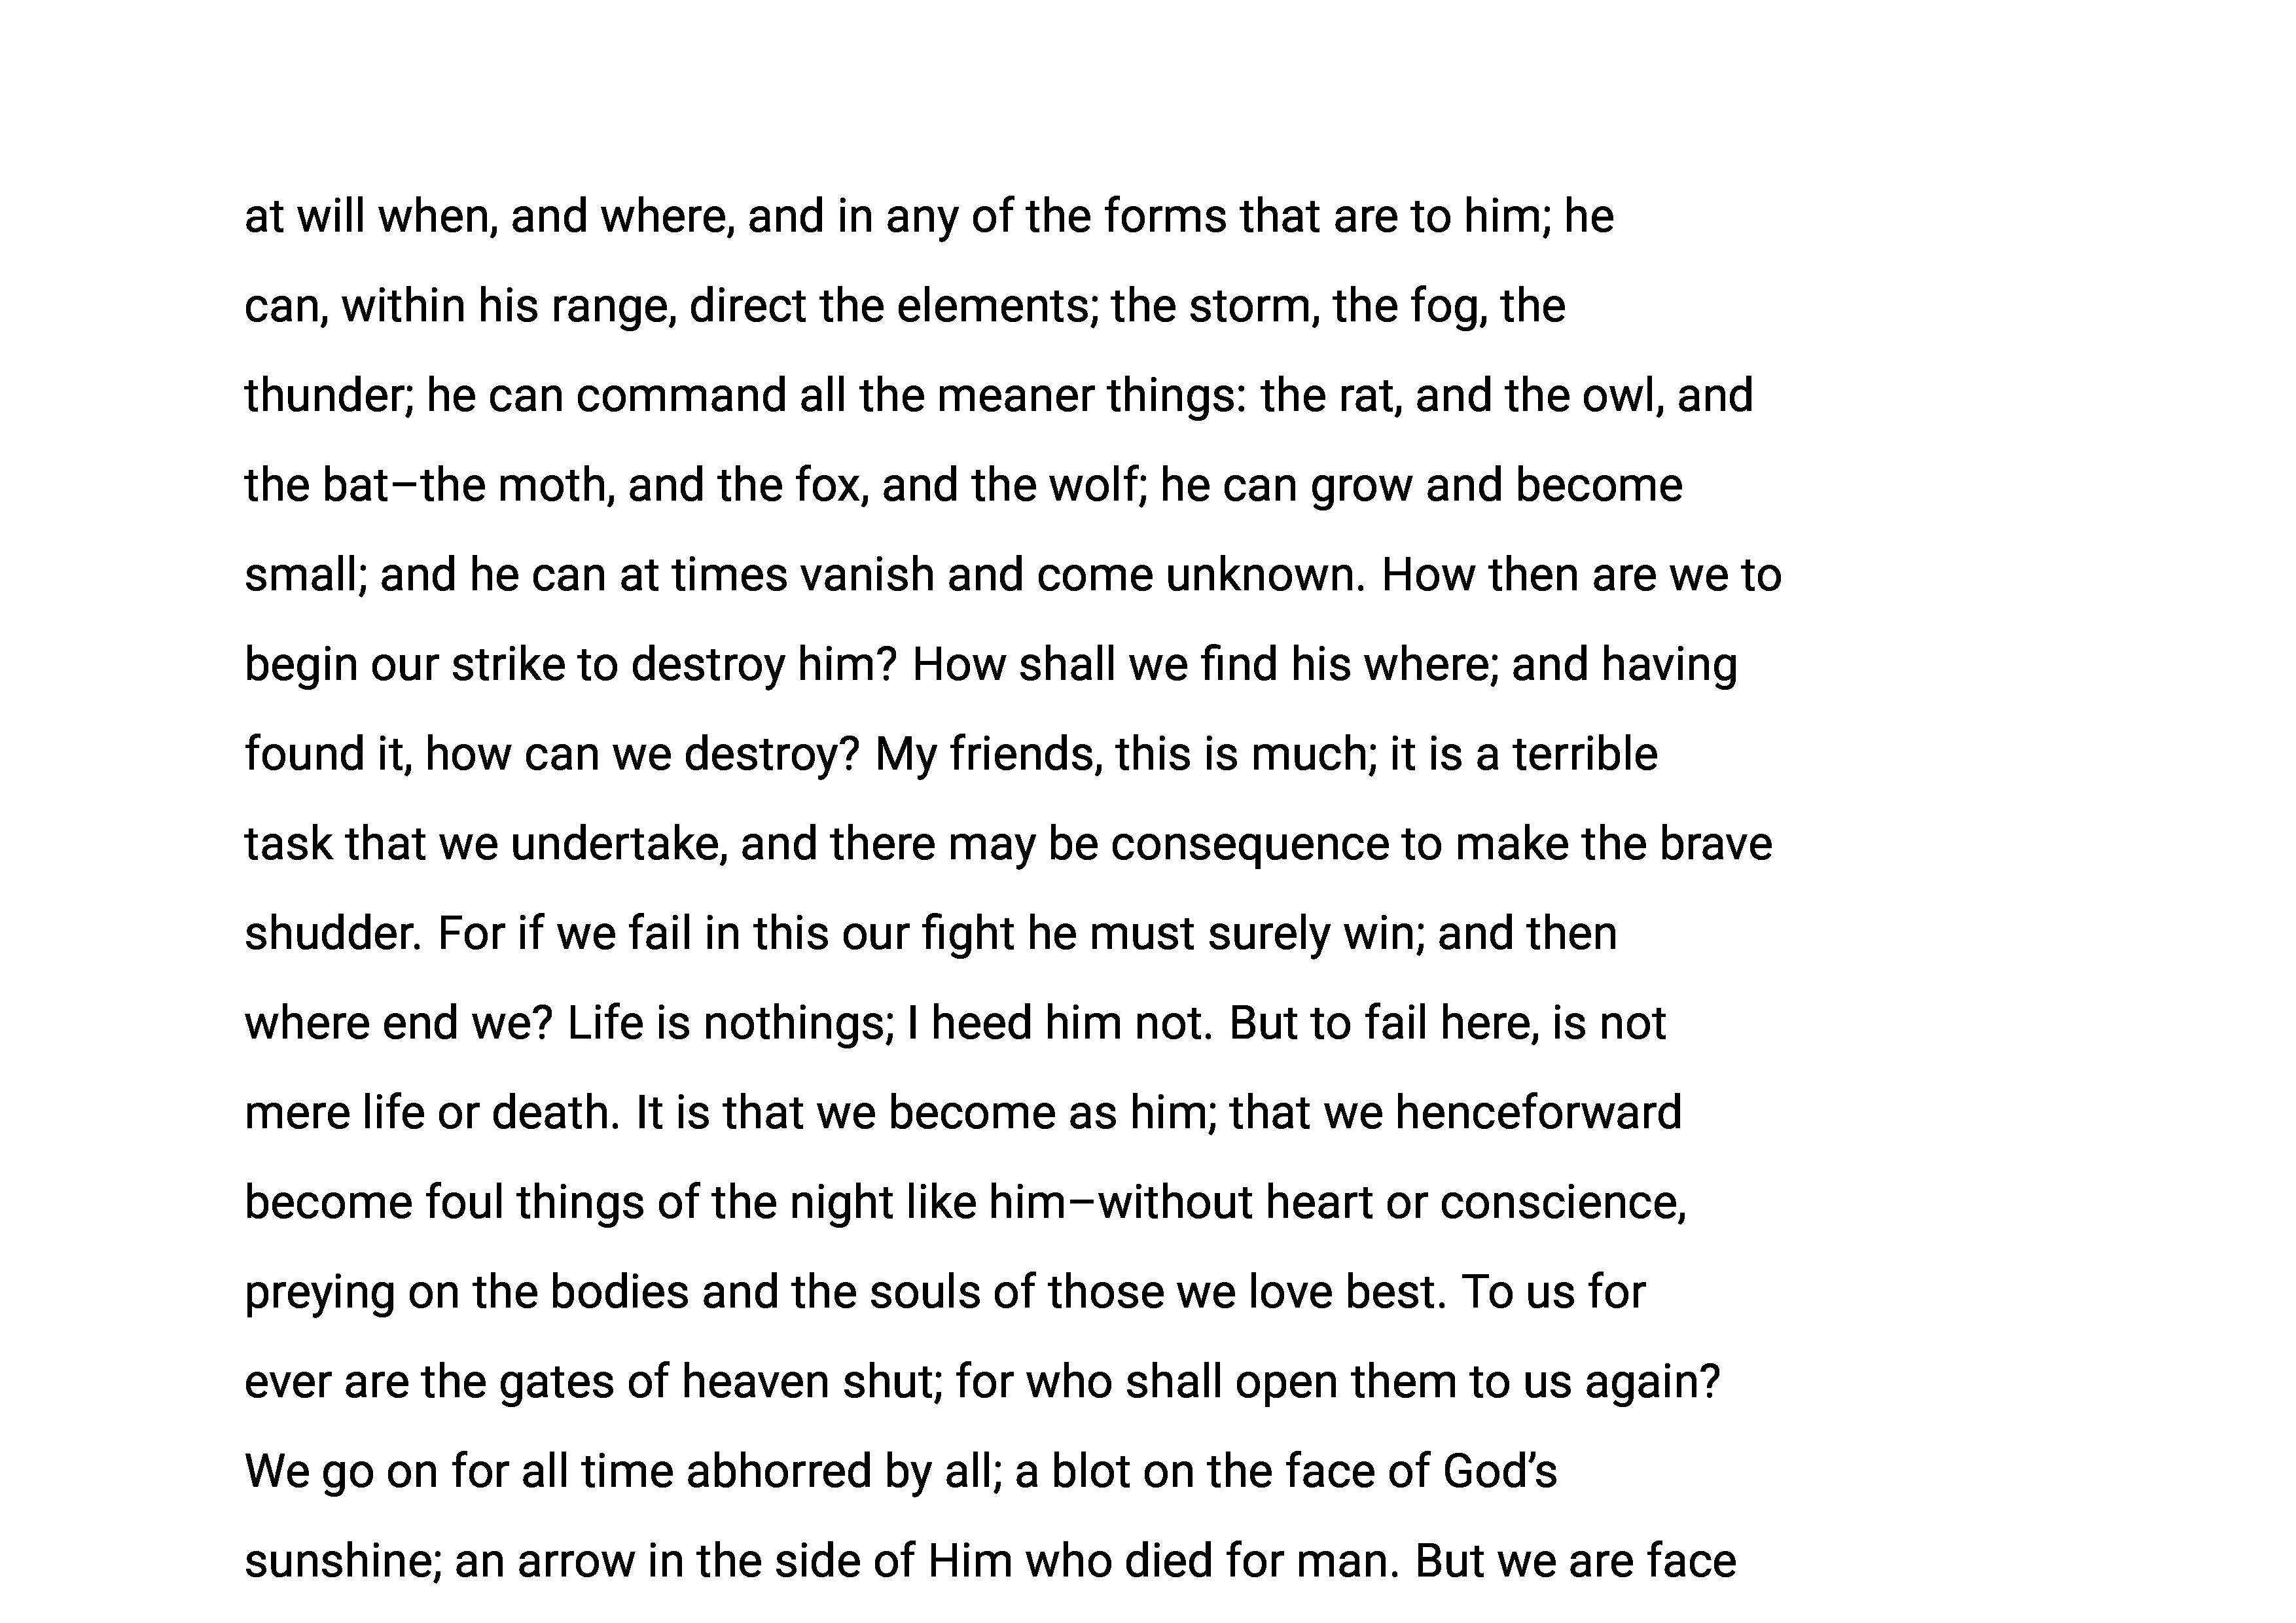 at will when, and where, and in any of the forms that are to him; he
can, within his range, direct the elements; the storm, the fog, the
thunder; he can command all the meaner things: the rat, and the owl, and
the bat–the moth, and the fox, and the wolf; he can grow and become
small; and he can at times vanish and come unknown. How then are we to
begin our strike to destroy him? How shall we find his where; and having
found it, how can we destroy? My friends, this is much; it is a terrible
task that we undertake, and there may be consequence to make the brave
shudder. For if we fail in this our fight he must surely win; and then
where end we? Life is nothings; I heed him not. But to fail here, is not
mere life or death. It is that we become as him; that we henceforward
become foul things of the night like him–without heart or conscience,
preying on the bodies and the souls of those we love best. To us for
ever are the gates of heaven shut; for who shall open them to us again?
We go on for all time abhorred by all; a blot on the face of God’s
sunshine; an arrow in the side of Him who died for man. But we are face